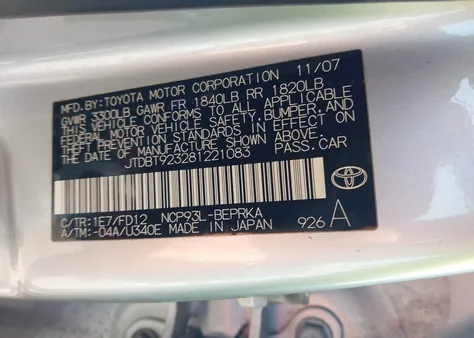 MFD.BY:TOYOTA MOTOR CORPORATION 11/07
GVWR 3300LB GAWR FR 1840LB RR 1820LB
THIS VEHICLE CONFORMS TO ALL APPLICABLE
FEDERAL MOTOR VEHICLE SAFETY, BUMPER,AND
THEFT PREVENTION STANDARDS IN EFFECT ON
THE DATE OF MANUFACTURE SHOWN ABOVE.
JTDBT923281221083 PASS.CAR
C/TR:1E7/FD12 NCP93L-BEPRKA
A/TM:-04A/U340E MADE IN JAPAN 926 A